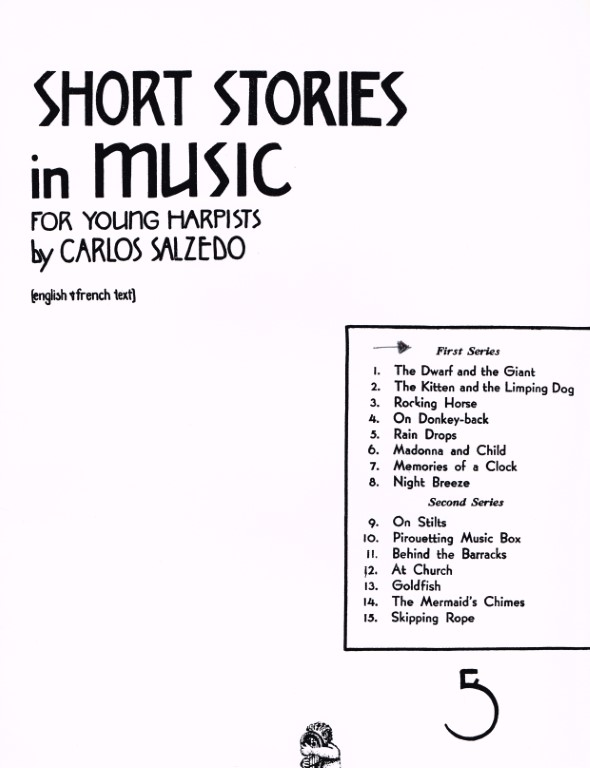 SHORT STORIES
in MUSIC
FOR YOUNG HARPISTS
by CARLOS SALZEDO
(english & french text)
First Series
1. The Dwarf and the Giant
2. The Kitten and the Limping Dog
3. Rocking Horse
4. On Donkey-back
5. Rain Drops
6. Madonna and Child
7. Memories of a Clock
8. Night Breeze
Second Series
9. On Stilts
10. Pirouetting Music Box
11. Behind the Barracks
12. At Church
13. Goldfish
14. The Mermaid's Chimes
15. Skipping Rope
5